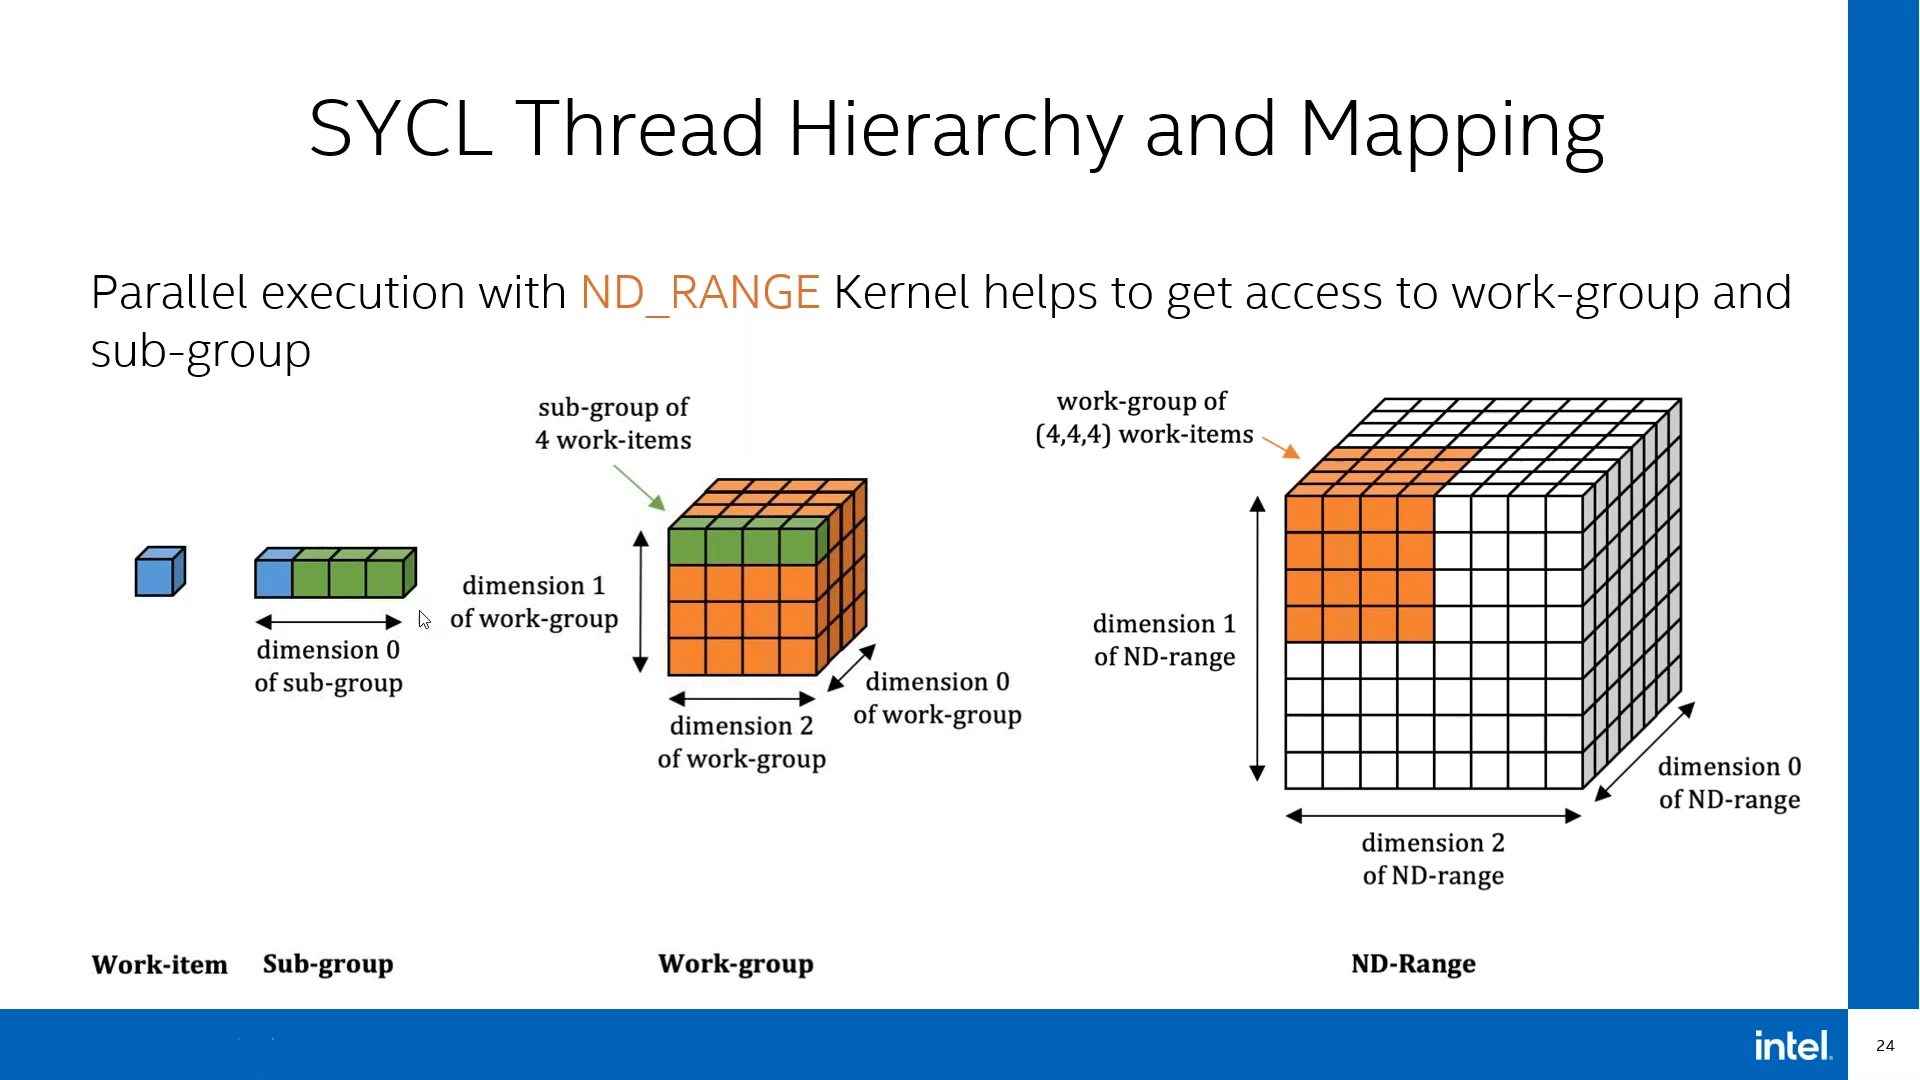 SYCL Thread Hierarchy and Mapping
Parallel execution with ND_RANGE Kernel helps to get access to work-group and
sub-group
sub-group of
4 work-items
work-group of
(4,4,4) work-items
dimension 0
of sub-group
dimension 1
of work-group
dimension 2
of work-group
dimension 0
of work-group
dimension 1
of ND-range
dimension 2
of ND-range
dimension 0
of ND-range
Work-item
Sub-group
Work-group
ND-Range
intel.
24